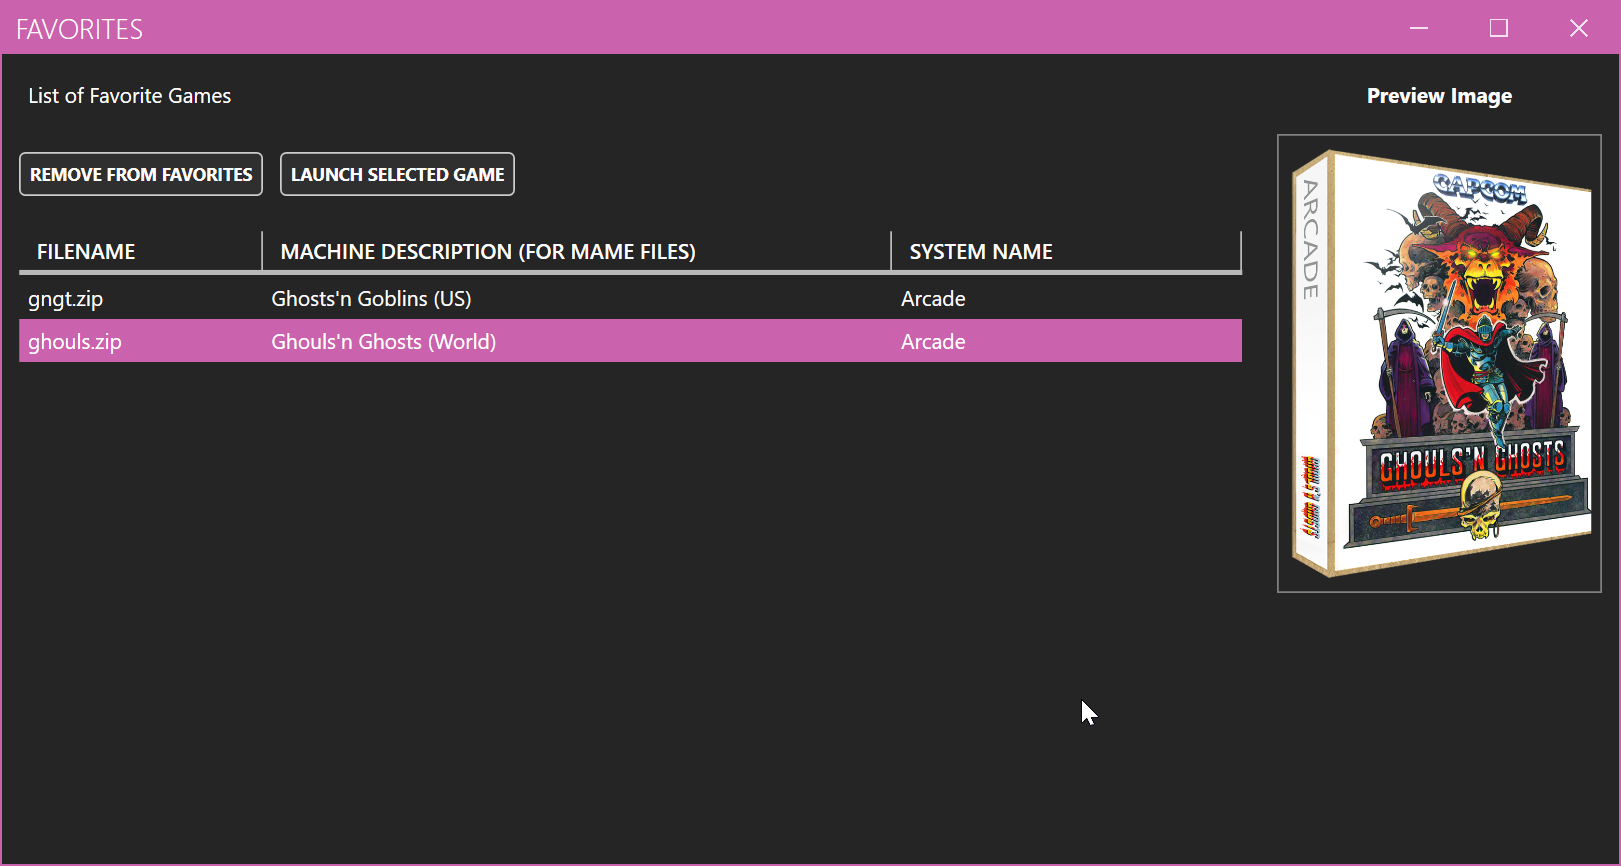 FAVORITES
List of Favorite Games
Preview Image
REMOVE FROM FAVORITES
LAUNCH SELECTED GAME
FILENAME MACHINE DESCRIPTION (FOR MAME FILES) SYSTEM NAME
gngt.zip Ghosts'n Goblins (US) Arcade
ghouls.zip Ghouls'n Ghosts (World) Arcade
ARCADE
CAPCOM
GHOULS'N GHOSTS